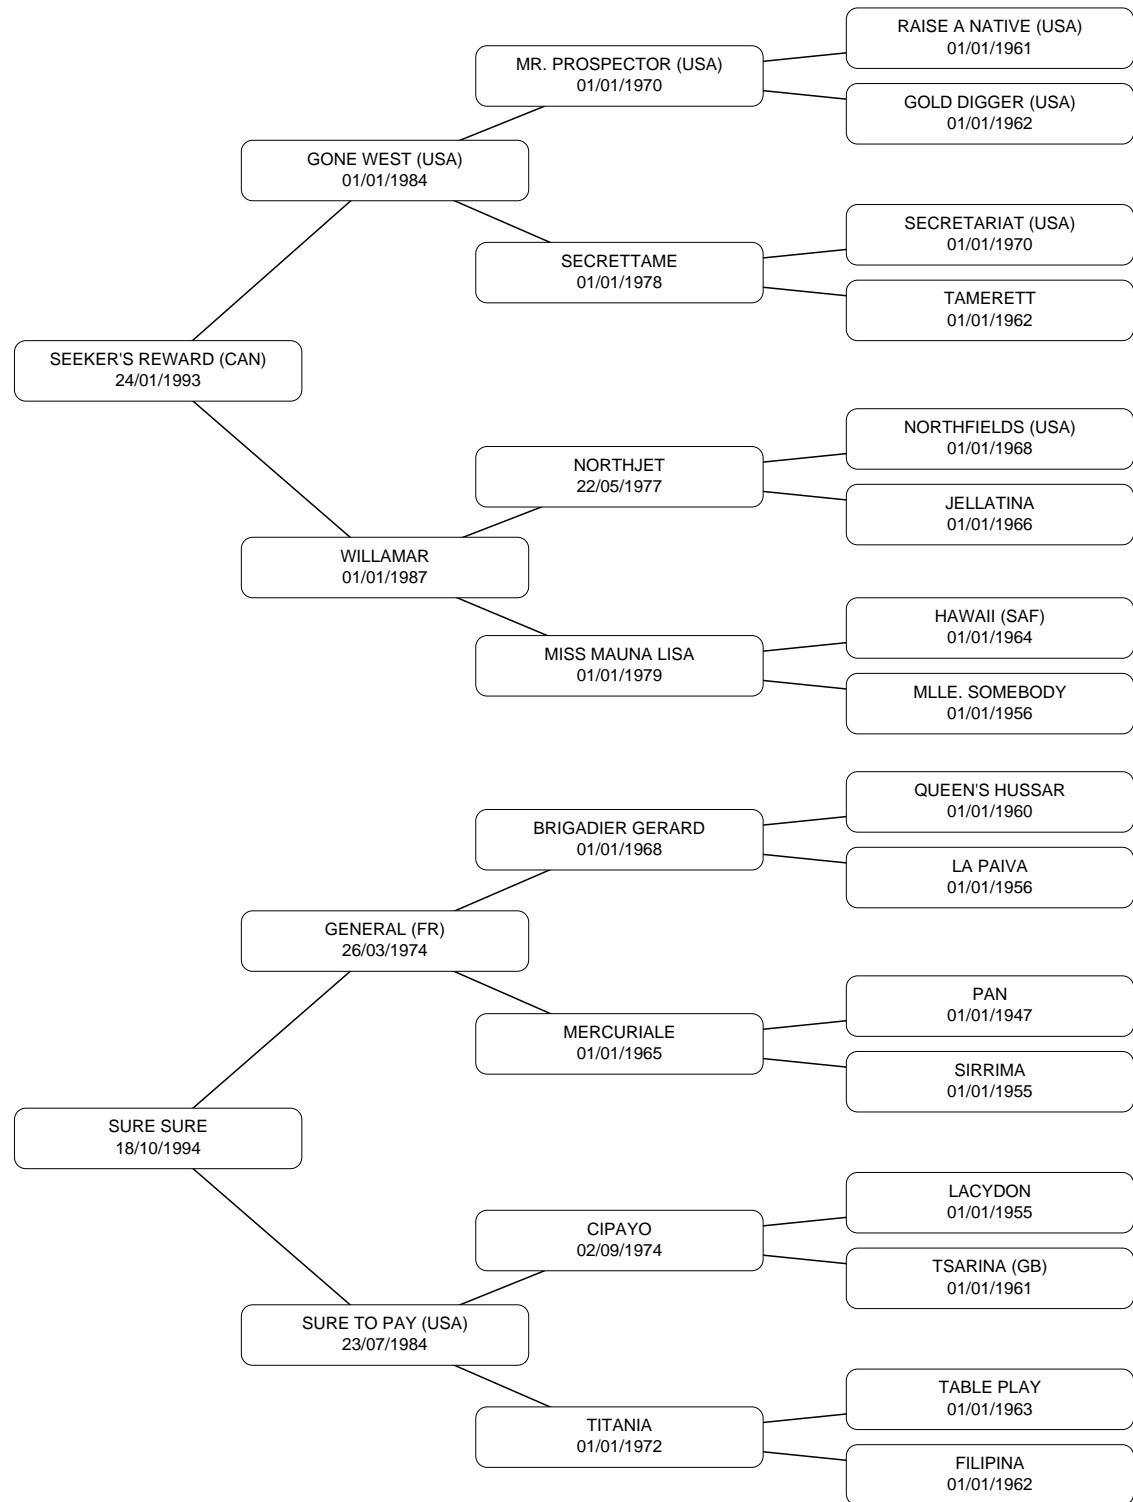 RAISE A NATIVE (USA)
01/01/1961
MR. PROSPECTOR (USA)
01/01/1970
GOLD DIGGER (USA)
01/01/1962
GONE WEST (USA)
01/01/1984
SECRETARIAT (USA)
01/01/1970
SECRETTAME
01/01/1978
TAMERETT
01/01/1962
SEEKER'S REWARD (CAN)
24/01/1993
NORTHFIELDS (USA)
01/01/1968
NORTHJET
22/05/1977
JELLATINA
01/01/1966
WILLAMAR
01/01/1987
HAWAII (SAF)
01/01/1964
MISS MAUNA LISA
01/01/1979
MLLE. SOMEBODY
01/01/1956
QUEEN'S HUSSAR
01/01/1960
BRIGADIER GERARD
01/01/1968
LA PAIVA
01/01/1956
GENERAL (FR)
26/03/1974
PAN
01/01/1947
MERCURIALE
01/01/1965
SIRRIMA
01/01/1955
SURE SURE
18/10/1994
LACYDON
01/01/1955
CIPAYO
02/09/1974
TSARINA (GB)
01/01/1961
SURE TO PAY (USA)
23/07/1984
TABLE PLAY
01/01/1963
TITANIA
01/01/1972
FILIPINA
01/01/1962